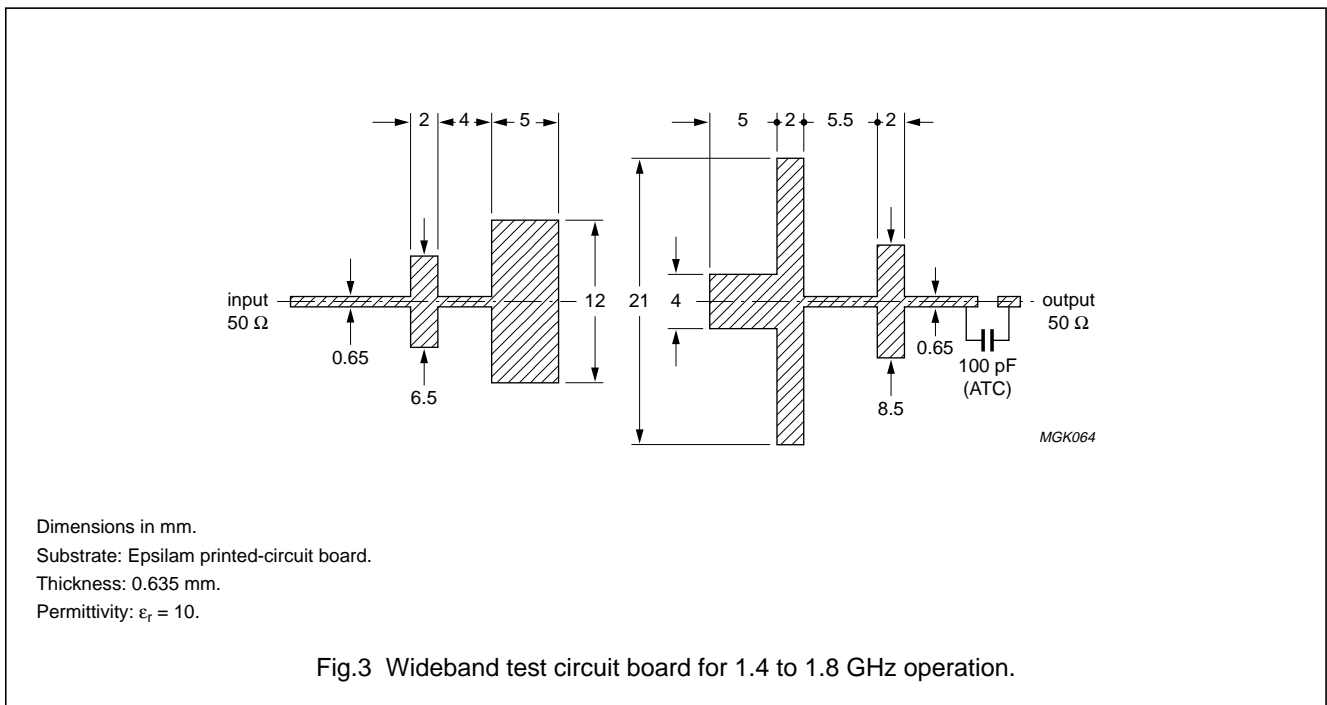 2 4 5 5 2 5.5 2
input
50 Ω
0.65
6.5
12
21
4
0.65
8.5
100 pF
(ATC)
output
50 Ω
MGK064
Dimensions in mm.
Substrate: Epsilam printed-circuit board.
Thickness: 0.635 mm.
Permittivity: εr = 10.
Fig.3 Wideband test circuit board for 1.4 to 1.8 GHz operation.